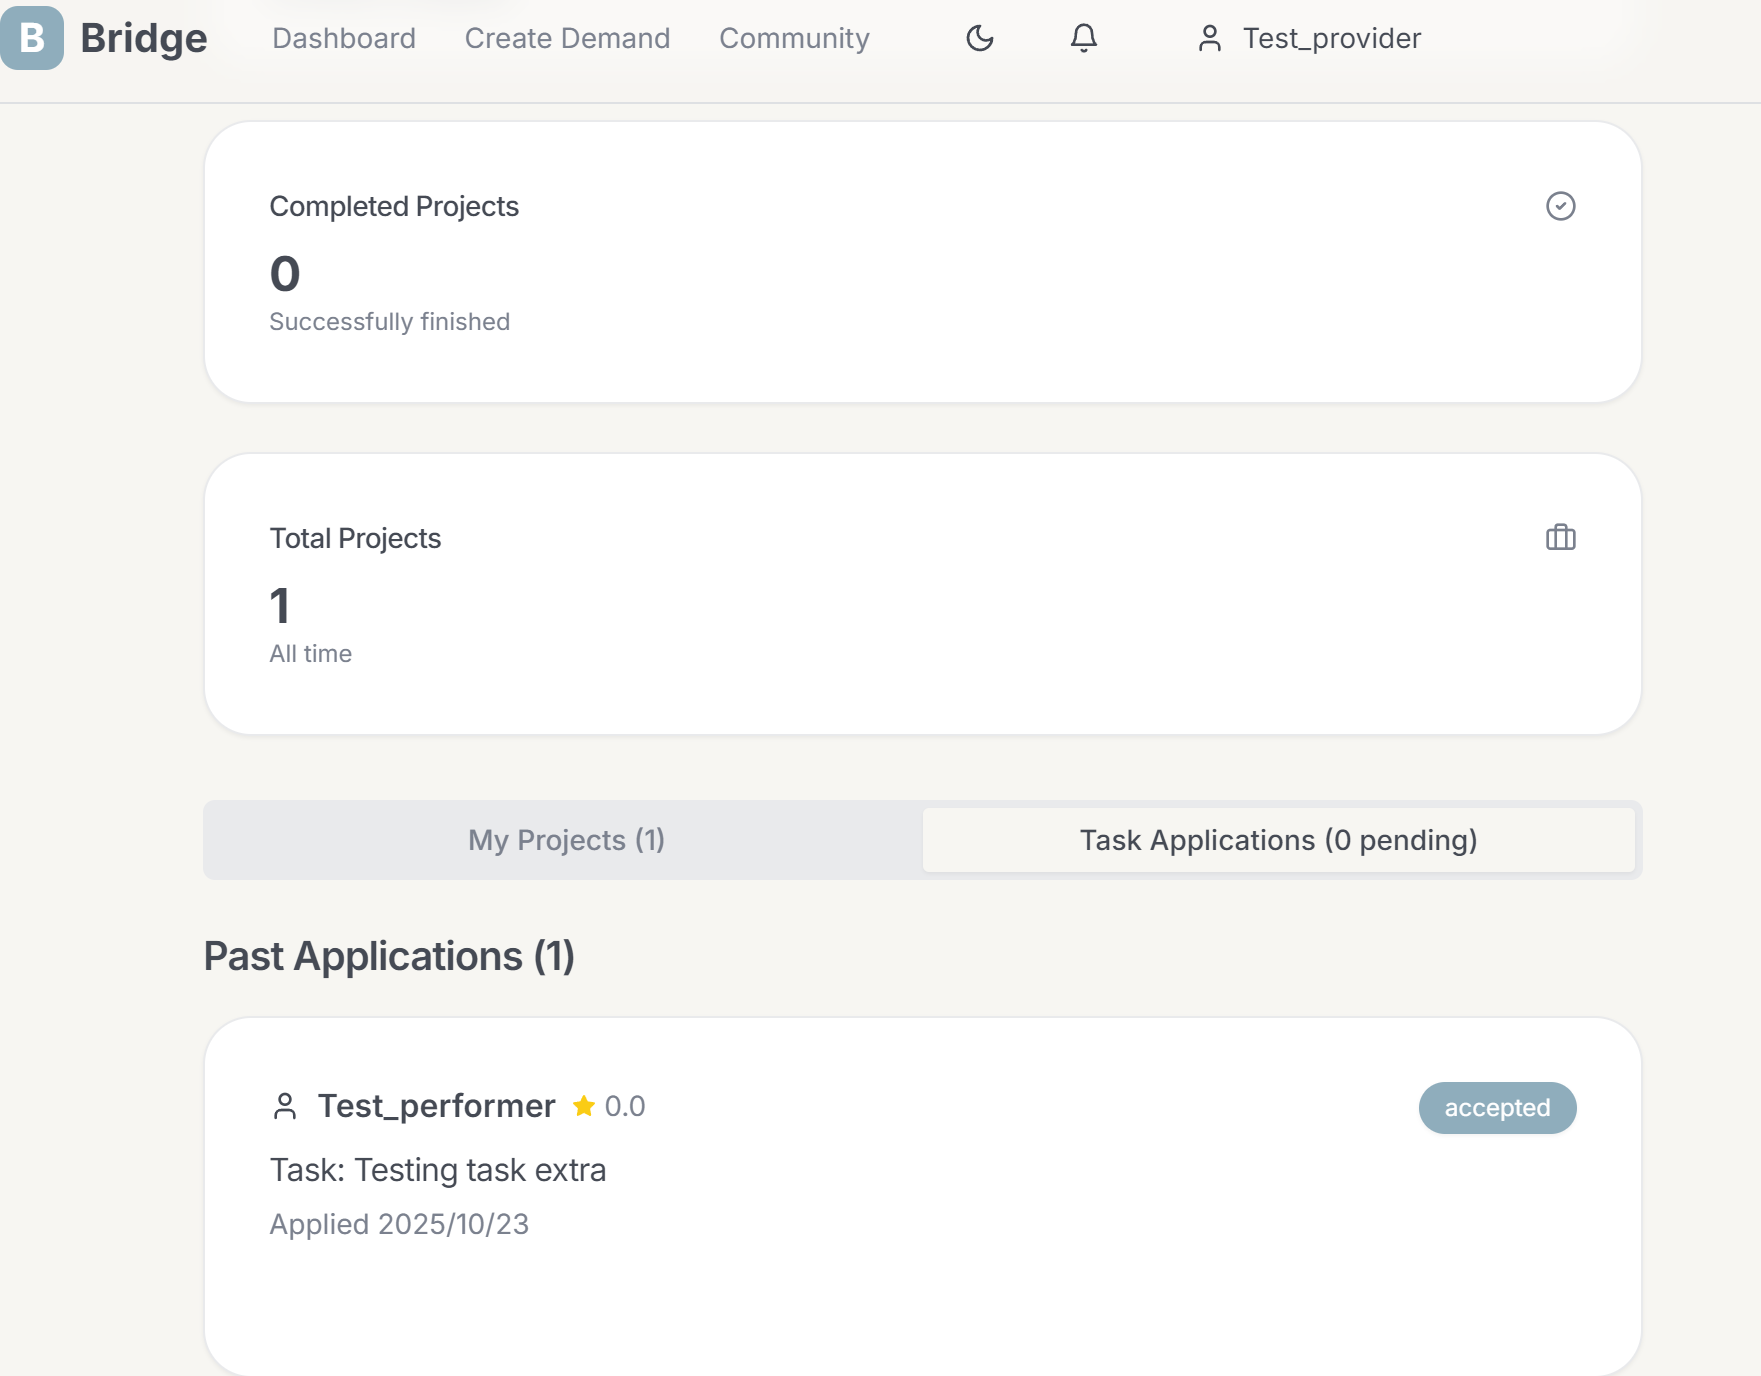 B Bridge Dashboard Create Demand Community Test_provider
Completed Projects
0
Successfully finished
Total Projects
1
All time
My Projects (1) Task Applications (0 pending)
Past Applications (1)
Test_performer 0.0 accepted
Task: Testing task extra
Applied 2025/10/23